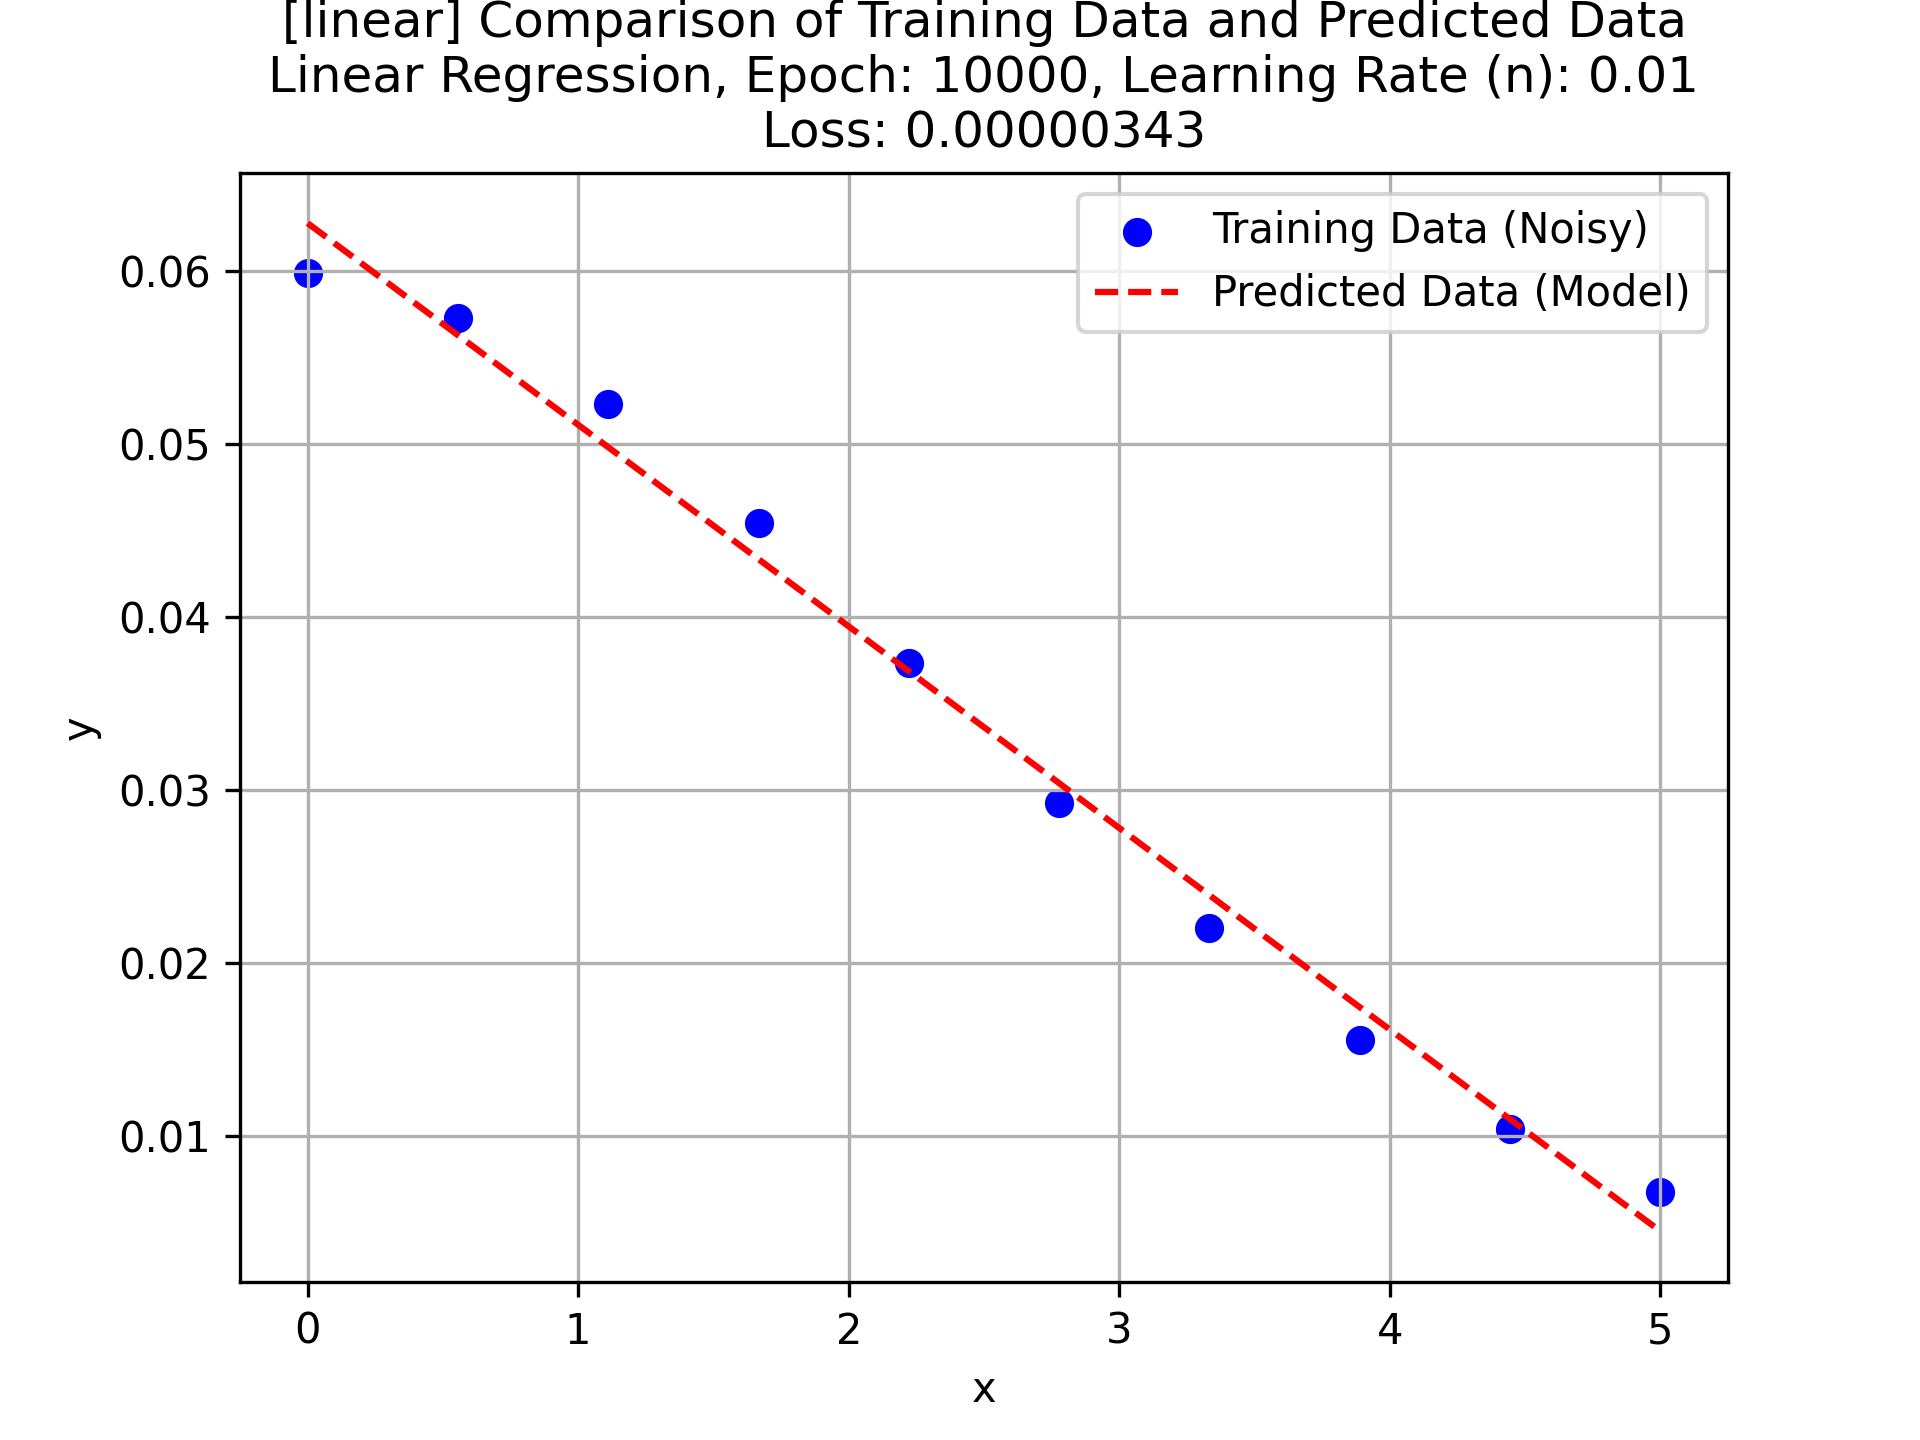 [linear] Comparison of Training Data and Predicted Data
Linear Regression, Epoch: 10000, Learning Rate (n): 0.01
Loss: 0.00000343
Training Data (Noisy)
Predicted Data (Model)
0.06
0.05
0.04
0.03
0.02
0.01
y
0 1 2 3 4 5
x